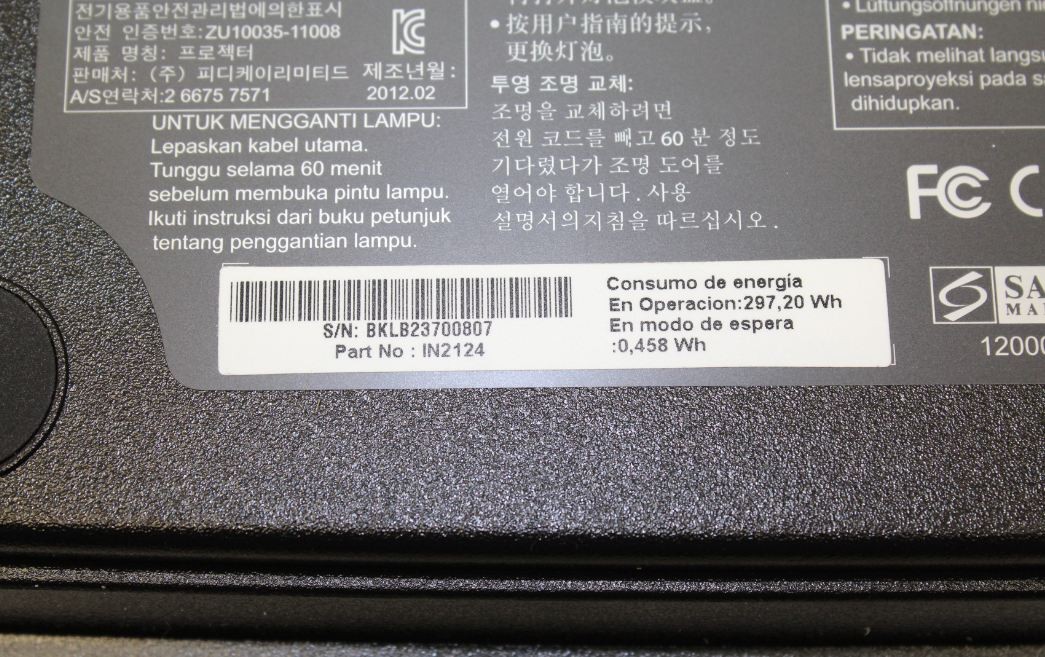 전기용품안전관리법에의한표시
안전 인증번호:ZU10035-11008
제품 명칭: 프로젝터
판매처: (주) 피디케이리미티드 제조년월:
A/S연락처:2 6675 7571 2012.02
UNTUK MENGGANTI LAMPU:
Lepaskan kabel utama.
Tunggu selama 60 menit
sebelum membuka pintu lampu.
Ikuti instruksi dari buku petunjuk
tentang penggantian lampu.
• 按用户指南的提示,
更换灯泡。
투영 조명 교체:
조명을 교체하려면
전원 코드를 빼고 60 분 정도
기다렸다가 조명 도어를
열어야 합니다. 사용
설명서의지침을 따르십시오.
• Lüftungsöffnungen
PERINGATAN:
• Tidak melihat
lensaproyeksi pada
dihidupkan.
FC
SA
MA
12000
S/N: BKLB23700807
Part No : IN2124
Consumo de energía
En Operacion:297,20 Wh
En modo de espera
:0,458 Wh